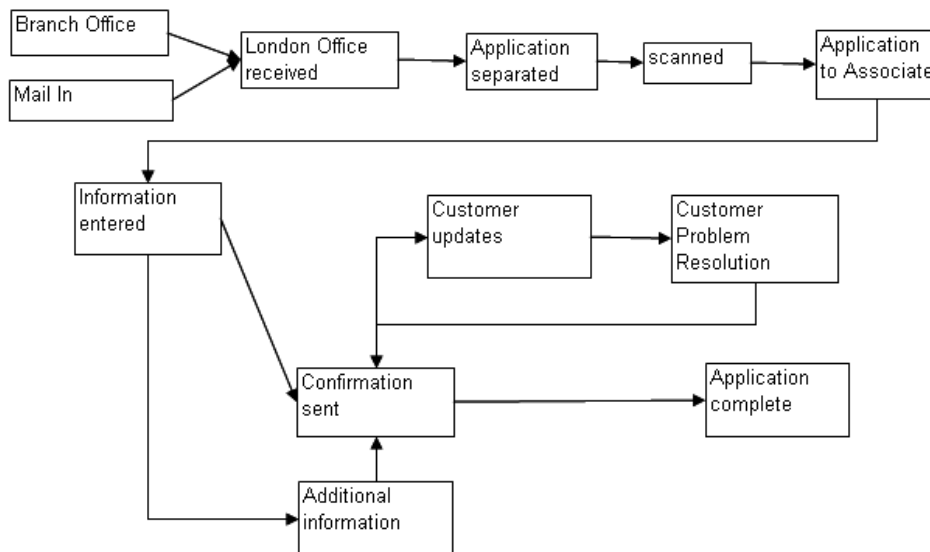 Branch Office
Mail In
London Office
received
Application
separated
scanned
Application
to Associate
Information
entered
Customer
updates
Customer
Problem
Resolution
Confirmation
sent
Application
complete
Additional
information